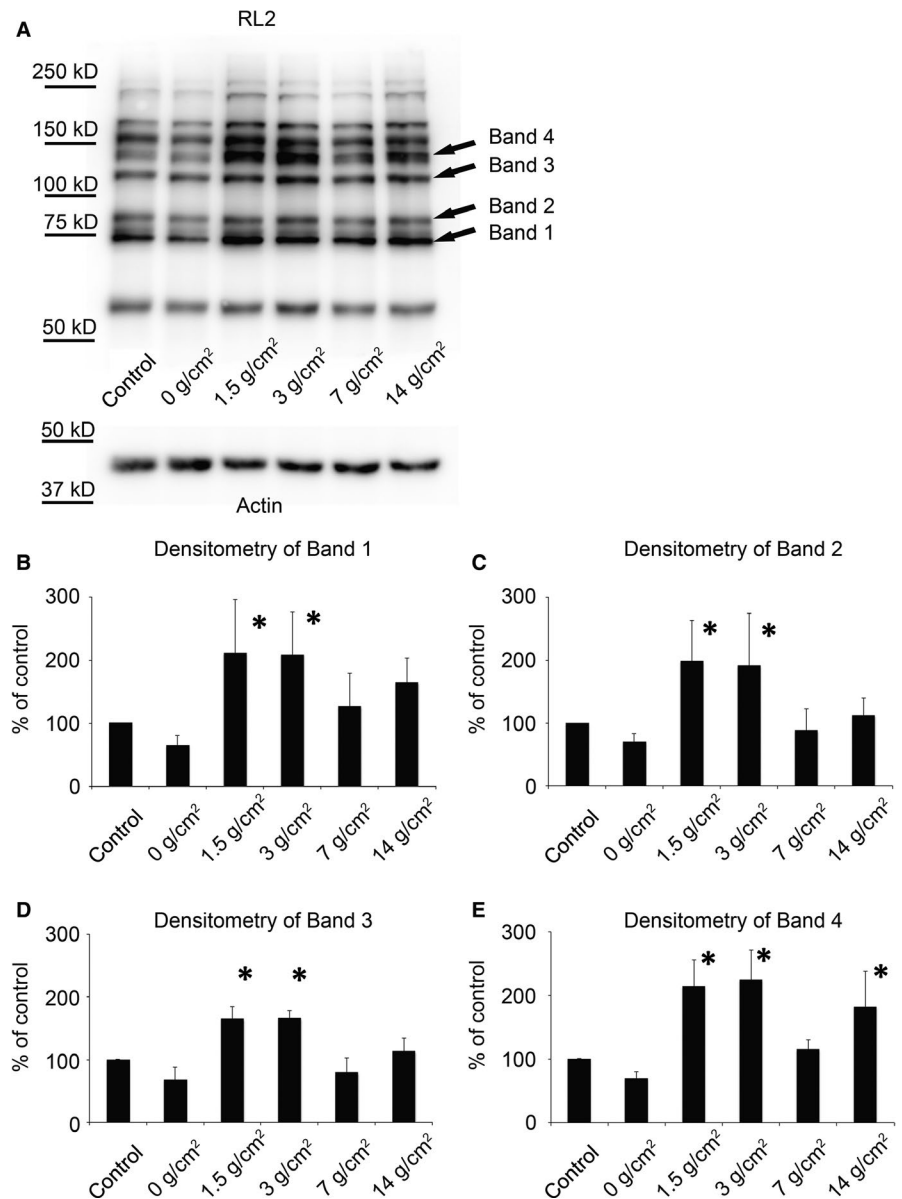 A
RL2
250 kD
150 kD
100 kD
75 kD
50 kD
Band 4
Band 3
Band 2
Band 1
Control
0 g/cm²
1.5 g/cm²
3 g/cm²
7 g/cm²
14 g/cm²
50 kD
37 kD
Actin
B
Densitometry of Band 1
% of control
300
200
100
0
*
*
Control
0 g/cm²
1.5 g/cm²
3 g/cm²
7 g/cm²
14 g/cm²
C
Densitometry of Band 2
% of control
300
200
100
0
*
*
Control
0 g/cm²
1.5 g/cm²
3 g/cm²
7 g/cm²
14 g/cm²
D
Densitometry of Band 3
% of control
300
200
100
0
*
*
Control
0 g/cm²
1.5 g/cm²
3 g/cm²
7 g/cm²
14 g/cm²
E
Densitometry of Band 4
% of control
300
200
100
0
*
*
*
Control
0 g/cm²
1.5 g/cm²
3 g/cm²
7 g/cm²
14 g/cm²